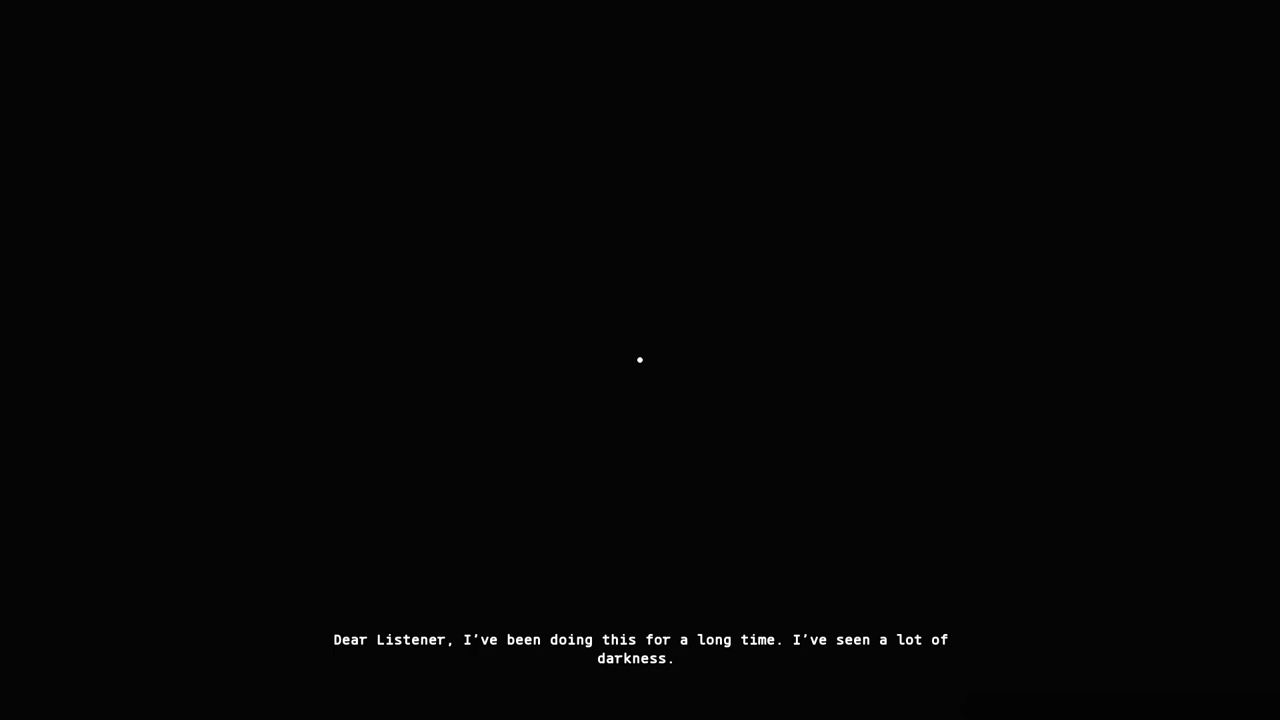 Dear Listener, I’ve been doing this for a long time. I’ve seen a lot of
darkness.